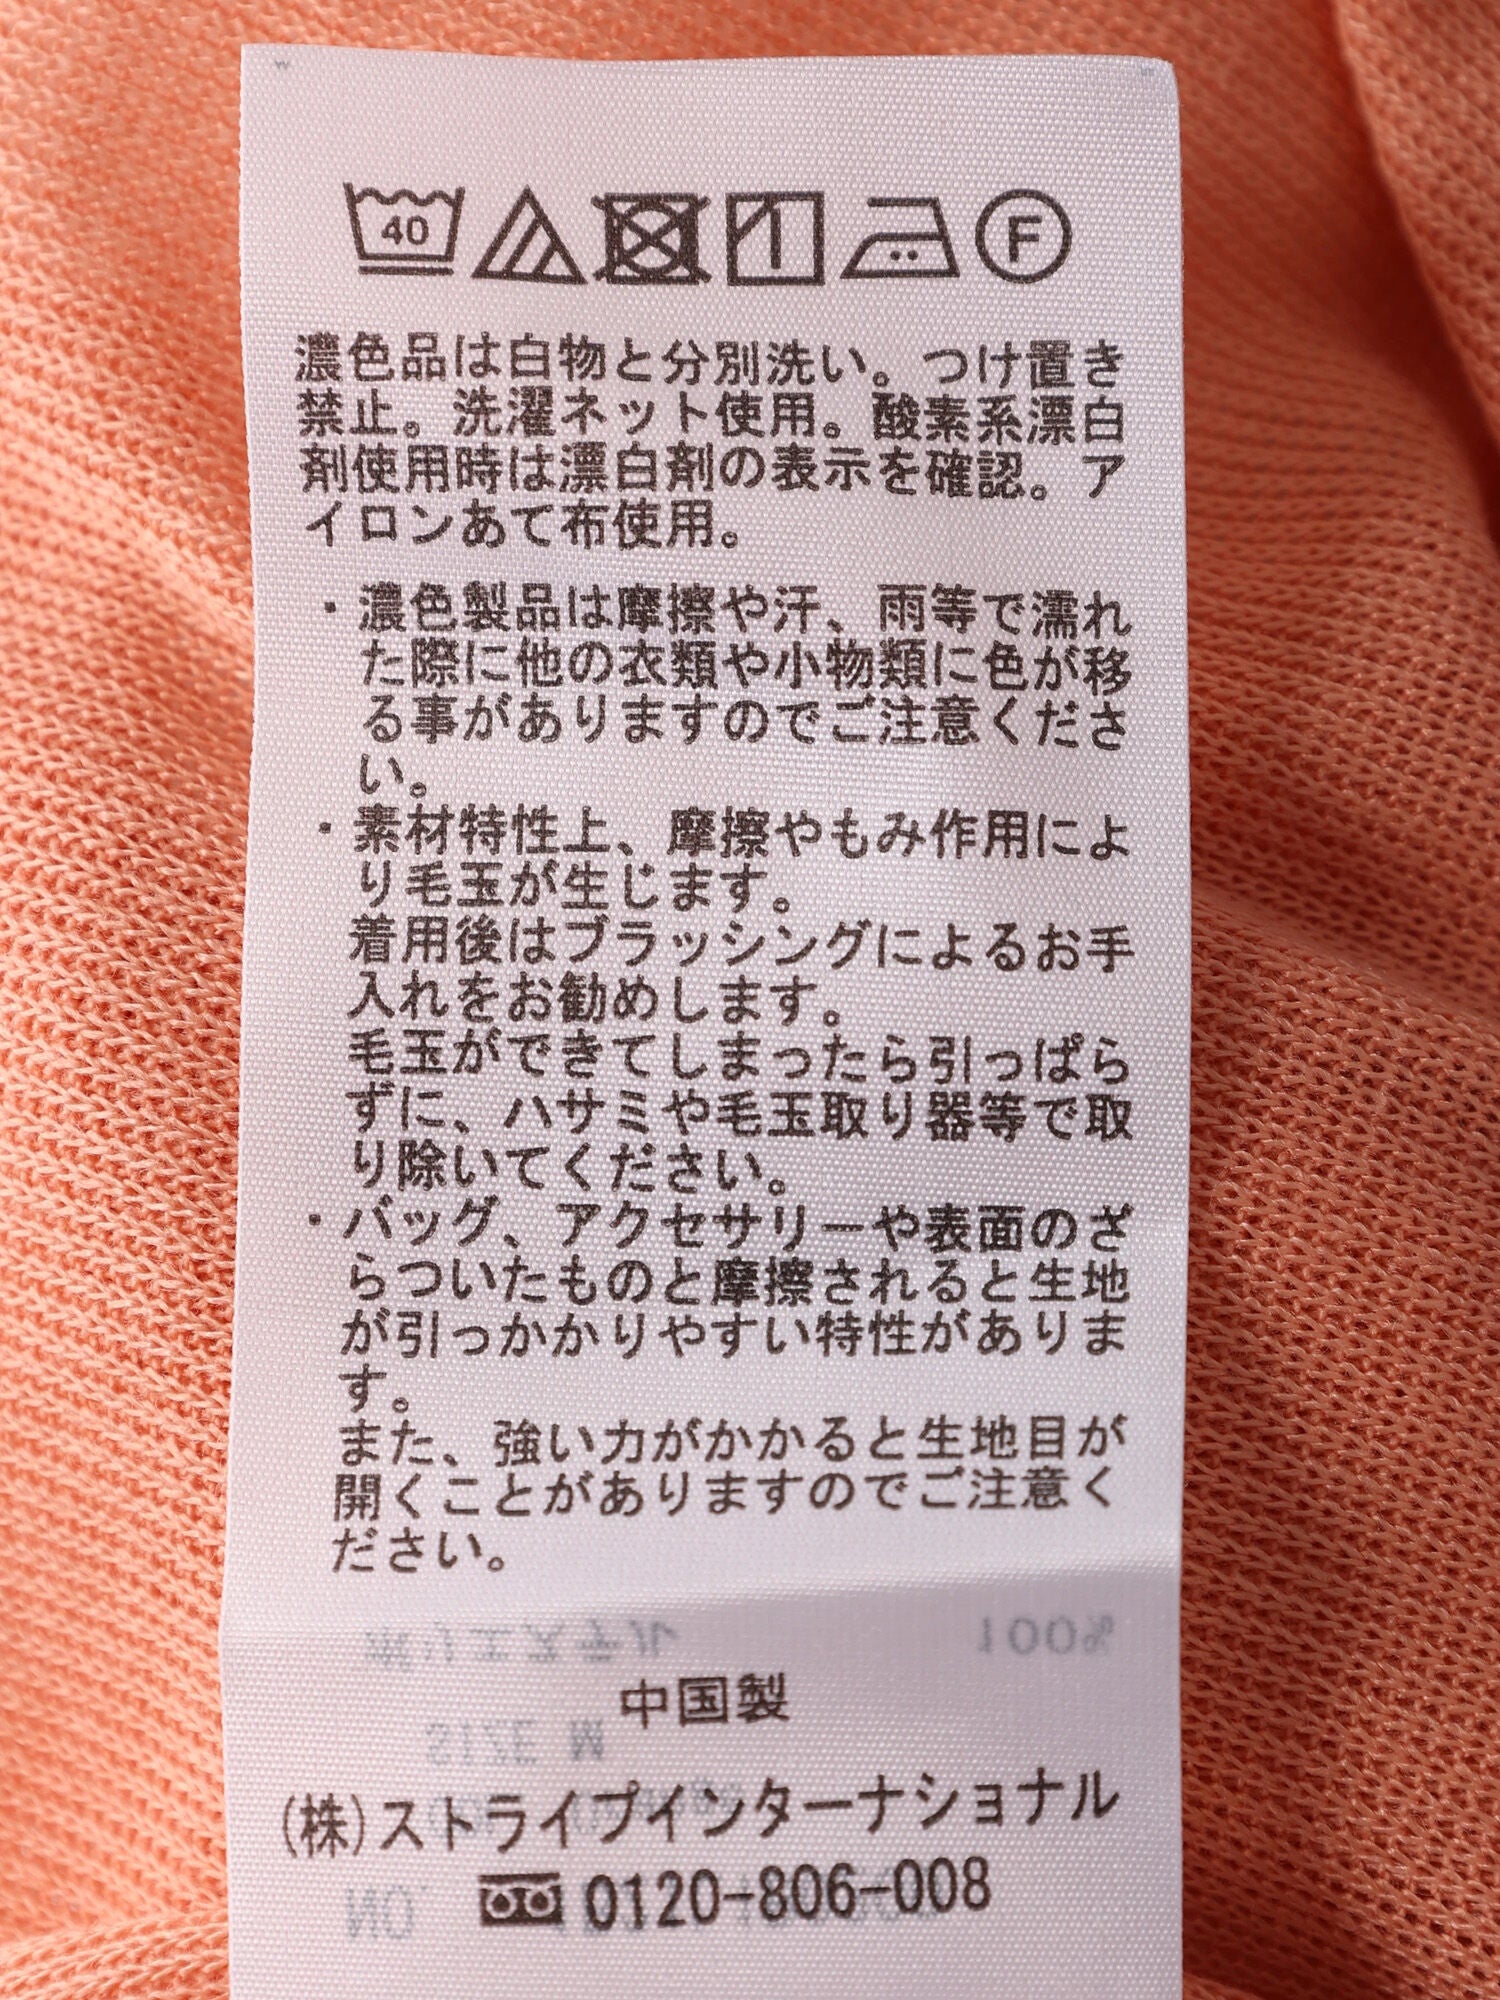 40 F
濃色品は白物と分別洗い。つけ置き
禁止。洗濯ネット使用。酸素系漂白
剤使用時は漂白剤の表示を確認。ア
イロンあて布使用。
・濃色製品は摩擦や汗、雨等で濡れ
た際に他の衣類や小物類に色が移
る事がありますのでご注意くださ
い。
・素材特性上、摩擦やもみ作用によ
り毛玉が生じます。
着用後はブラッシングによるお手
入れをお勧めします。
毛玉ができてしまったら引っぱら
ずに、ハサミや毛玉取り器等で取
り除いてください。
・バッグ、アクセサリーや表面のざ
らついたものと摩擦されると生地
が引っかかりやすい特性がありま
す。
また、強い力がかかると生地目が
開くことがありますのでご注意く
ださい。
ポリエステル 100%
中国製
SIZE M
(株)ストライプインターナショナル
0120-806-008
NO.